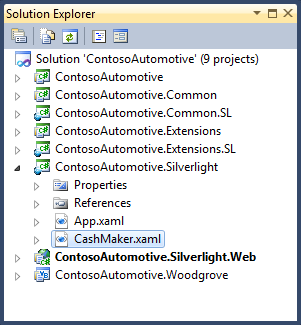 Solution Explorer
Solution 'ContosoAutomotive' (9 projects)
ContosoAutomotive
ContosoAutomotive.Common
ContosoAutomotive.Common.SL
ContosoAutomotive.Extensions
ContosoAutomotive.Extensions.SL
ContosoAutomotive.Silverlight
Properties
References
App.xaml
CashMaker.xaml
ContosoAutomotive.Silverlight.Web
ContosoAutomotive.Woodgrove